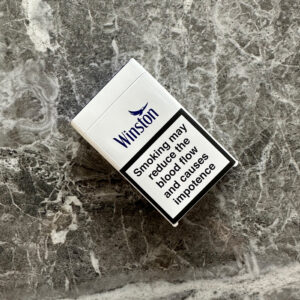 Winston
Smoking may
reduce the
blood flow
and causes
impotence